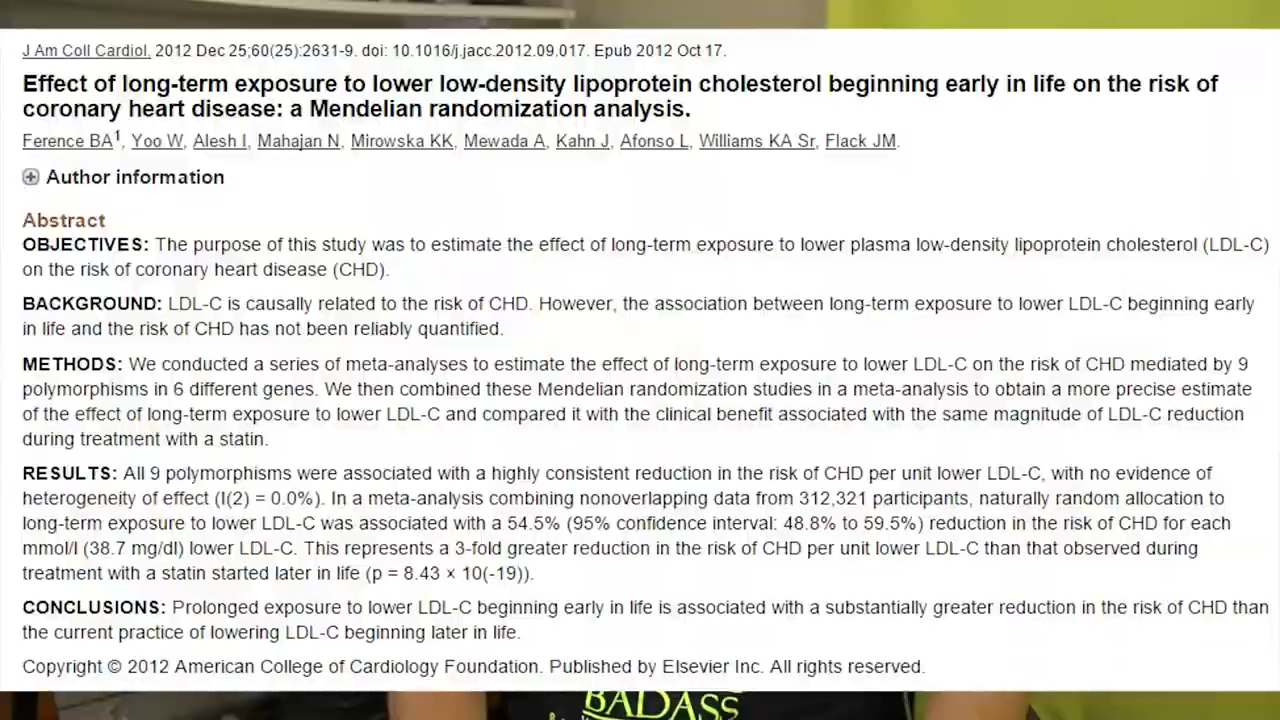 J Am Coll Cardiol. 2012 Dec 25;60(25):2631-9. doi: 10.1016/j.jacc.2012.09.017. Epub 2012 Oct 17.
Effect of long-term exposure to lower low-density lipoprotein cholesterol beginning early in life on the risk of
coronary heart disease: a Mendelian randomization analysis.
Ference BA1, Yoo W, Alesh I, Mahajan N, Mirowska KK, Mewada A, Kahn J, Afonso L, Williams KA Sr, Flack JM.
Author information
Abstract
OBJECTIVES: The purpose of this study was to estimate the effect of long-term exposure to lower plasma low-density lipoprotein cholesterol (LDL-C)
on the risk of coronary heart disease (CHD).
BACKGROUND: LDL-C is causally related to the risk of CHD. However, the association between long-term exposure to lower LDL-C beginning early
in life and the risk of CHD has not been reliably quantified.
METHODS: We conducted a series of meta-analyses to estimate the effect of long-term exposure to lower LDL-C on the risk of CHD mediated by 9
polymorphisms in 6 different genes. We then combined these Mendelian randomization studies in a meta-analysis to obtain a more precise estimate
of the effect of long-term exposure to lower LDL-C and compared it with the clinical benefit associated with the same magnitude of LDL-C reduction
during treatment with a statin.
RESULTS: All 9 polymorphisms were associated with a highly consistent reduction in the risk of CHD per unit lower LDL-C, with no evidence of
heterogeneity of effect (I(2) = 0.0%). In a meta-analysis combining nonoverlapping data from 312,321 participants, naturally random allocation to
long-term exposure to lower LDL-C was associated with a 54.5% (95% confidence interval: 48.8% to 59.5%) reduction in the risk of CHD for each
mmol/l (38.7 mg/dl) lower LDL-C. This represents a 3-fold greater reduction in the risk of CHD per unit lower LDL-C than that observed during
treatment with a statin started later in life (p = 8.43 × 10(-19)).
CONCLUSIONS: Prolonged exposure to lower LDL-C beginning early in life is associated with a substantially greater reduction in the risk of CHD than
the current practice of lowering LDL-C beginning later in life.
Copyright © 2012 American College of Cardiology Foundation. Published by Elsevier Inc. All rights reserved.
BADASS